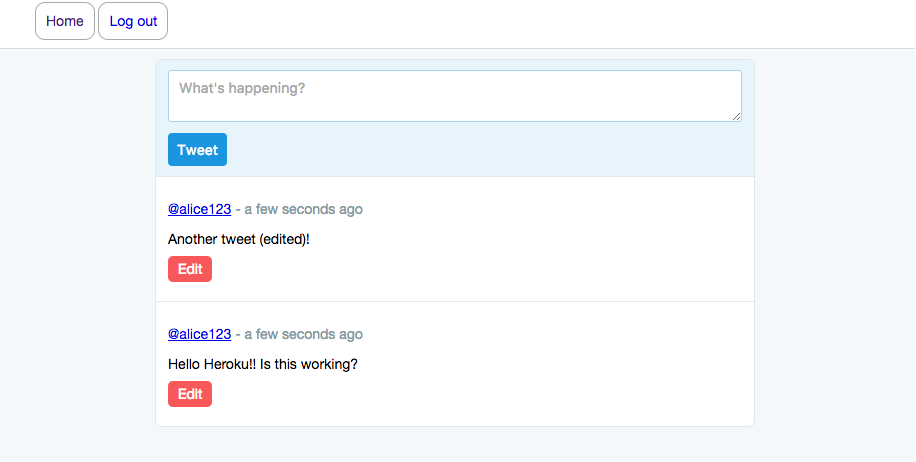 Home Log out
What's happening?
Tweet
@alice123 - a few seconds ago
Another tweet (edited)!
Edit
@alice123 - a few seconds ago
Hello Heroku!! Is this working?
Edit